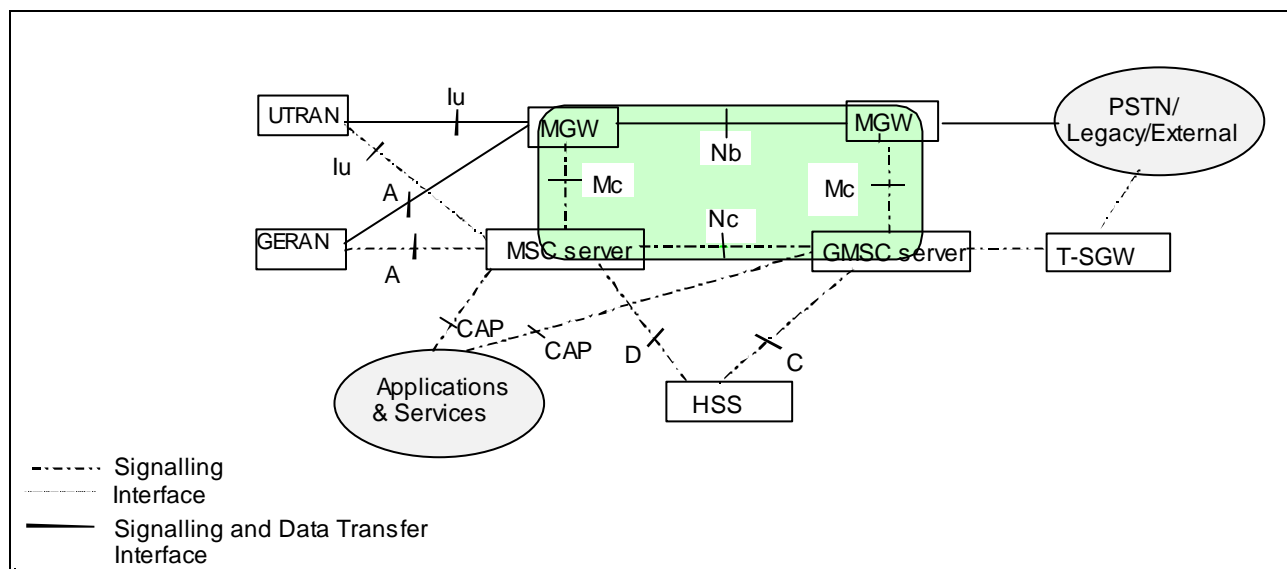 Iu
UTRAN
MGW
MGW
PSTN/
Legacy/External
Nb
Iu
Mc
Mc
A
Nc
GERAN
MSC server
GMSC server
T-SGW
A
CAP
CAP
D
C
Applications
& Services
HSS
Signalling
Interface
Signalling and Data Transfer
Interface